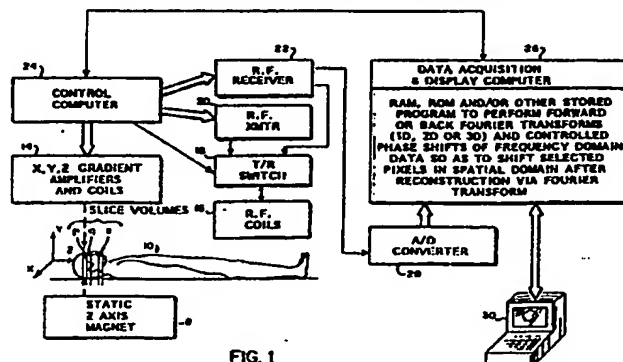 24
CONTROL
COMPUTER
22
R.F.
RECEIVER
26
DATA ACQUISITION
& DISPLAY COMPUTER
RAM, ROM AND/OR OTHER STORED
PROGRAM TO PERFORM FORWARD
OR BACK FOURIER TRANSFORMS
(1D, 2D OR 3D) AND CONTROLLED
PHASE SHIFTS OF FREQUENCY DOMAIN
DATA SO AS TO SHIFT SELECTED
PIXELS IN SPATIAL DOMAIN AFTER
RECONSTRUCTION VIA FOURIER
TRANSFORM
20
R.F.
XMTR
14
X, Y, Z GRADIENT
AMPLIFIERS
AND COILS
18
T/R
SWITCH
SLICE VOLUMES
16
R.F.
COILS
A/D
CONVERTER
28
Y
Z
X
10
STATIC
Z AXIS
MAGNET
30
FIG. 1